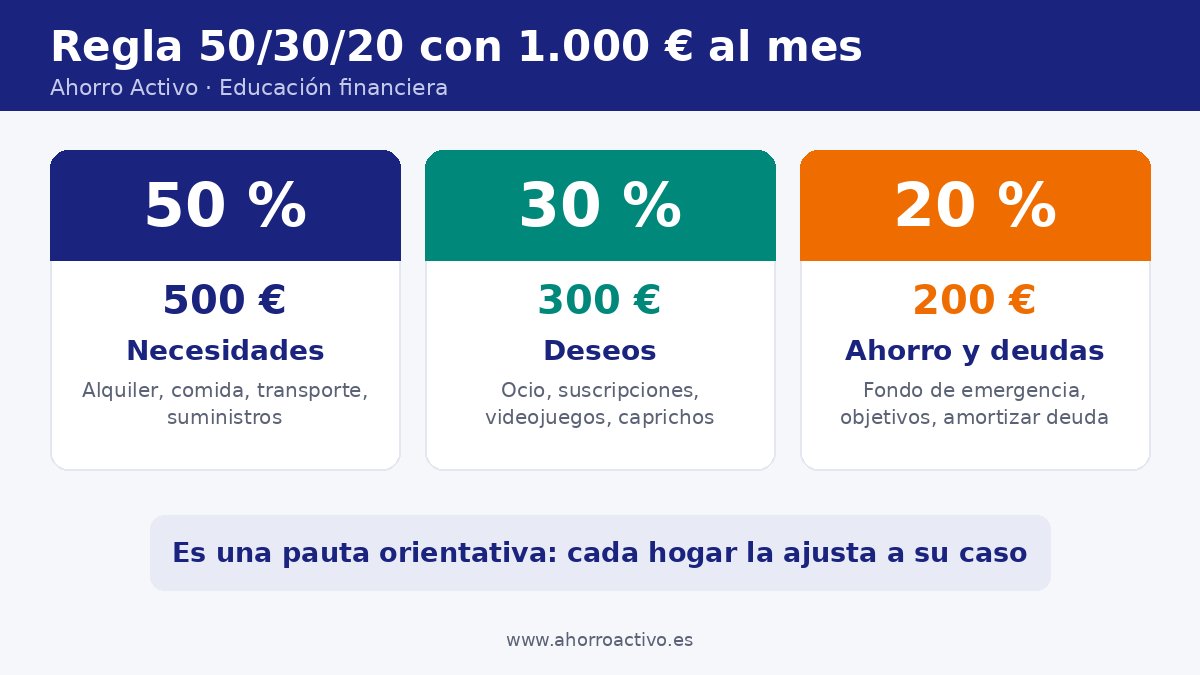 Regla 50/30/20 con 1.000 € al mes
Ahorro Activo · Educación financiera
50 %
500 €
Necesidades
Alquiler, comida, transporte,
suministros
30 %
300 €
Deseos
Ocio, suscripciones,
videojuegos, caprichos
20 %
200 €
Ahorro y deudas
Fondo de emergencia,
objetivos, amortizar deuda
Es una pauta orientativa: cada hogar la ajusta a su caso
www.ahorroactivo.es